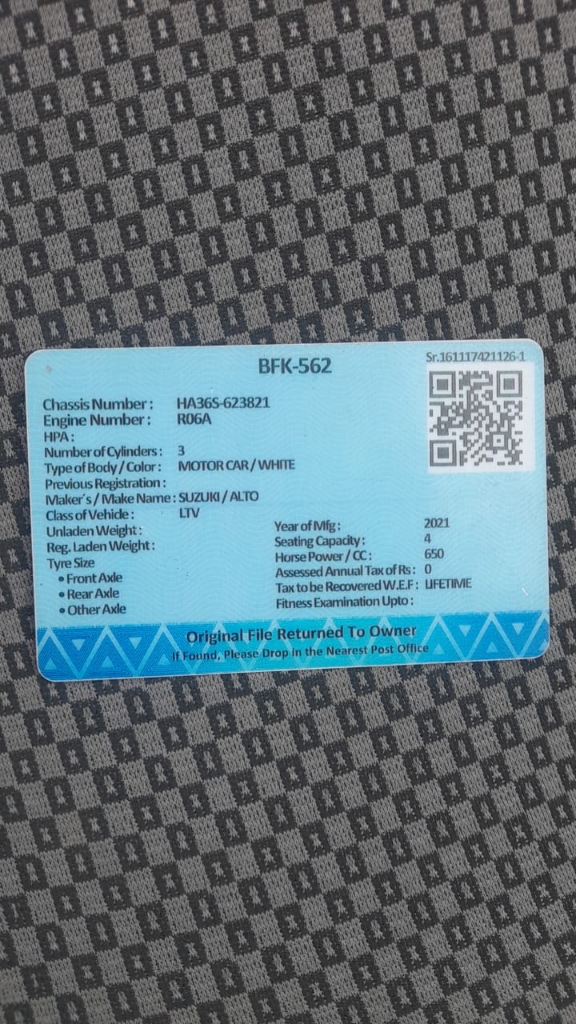 BFK-562
Sr.161117421126-1
Chassis Number : HA36S-623821
Engine Number : R06A
HPA :
Number of Cylinders : 3
Type of Body / Color : MOTOR CAR / WHITE
Previous Registration :
Maker's / Make Name : SUZUKI / ALTO
Class of Vehicle : LTV
Unladen Weight :
Reg. Laden Weight :
Tyre Size
• Front Axle
• Rear Axle
• Other Axle
Year of Mfg : 2021
Seating Capacity : 4
Horse Power / CC : 650
Assessed Annual Tax of Rs : 0
Tax to be Recovered W.E.F : LIFETIME
Fitness Examination Upto :
Original File Returned To Owner
If Found, Please Drop in the Nearest Post Office